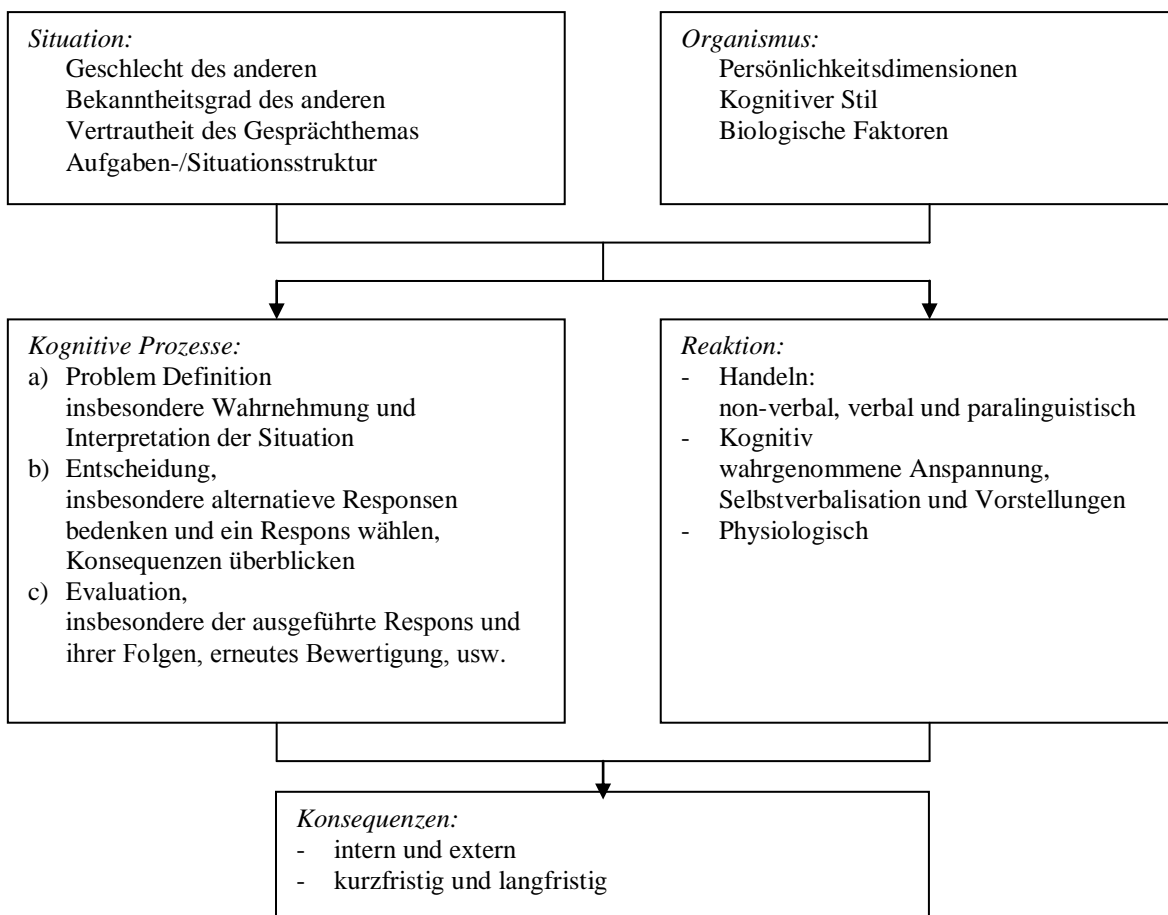 Situation:
Geschlecht des anderen
Bekanntheitsgrad des anderen
Vertrautheit des Gesprächthemas
Aufgaben-/Situationsstruktur
Organismus:
Persönlichkeitsdimensionen
Kognitiver Stil
Biologische Faktoren
Kognitive Prozesse:
a) Problem Definition
insbesondere Wahrnehmung und
Interpretation der Situation
b) Entscheidung,
insbesondere alternatieve Responsen
bedenken und ein Respons wählen,
Konsequenzen überblicken
c) Evaluation,
insbesondere der ausgeführte Respons und
ihrer Folgen, erneutes Bewertigung, usw.
Reaktion:
- Handeln:
non-verbal, verbal und paralinguistisch
- Kognitiv
wahrgenommene Anspannung,
Selbstverbalisation und Vorstellungen
- Physiologisch
Konsequenzen:
- intern und extern
- kurzfristig und langfristig